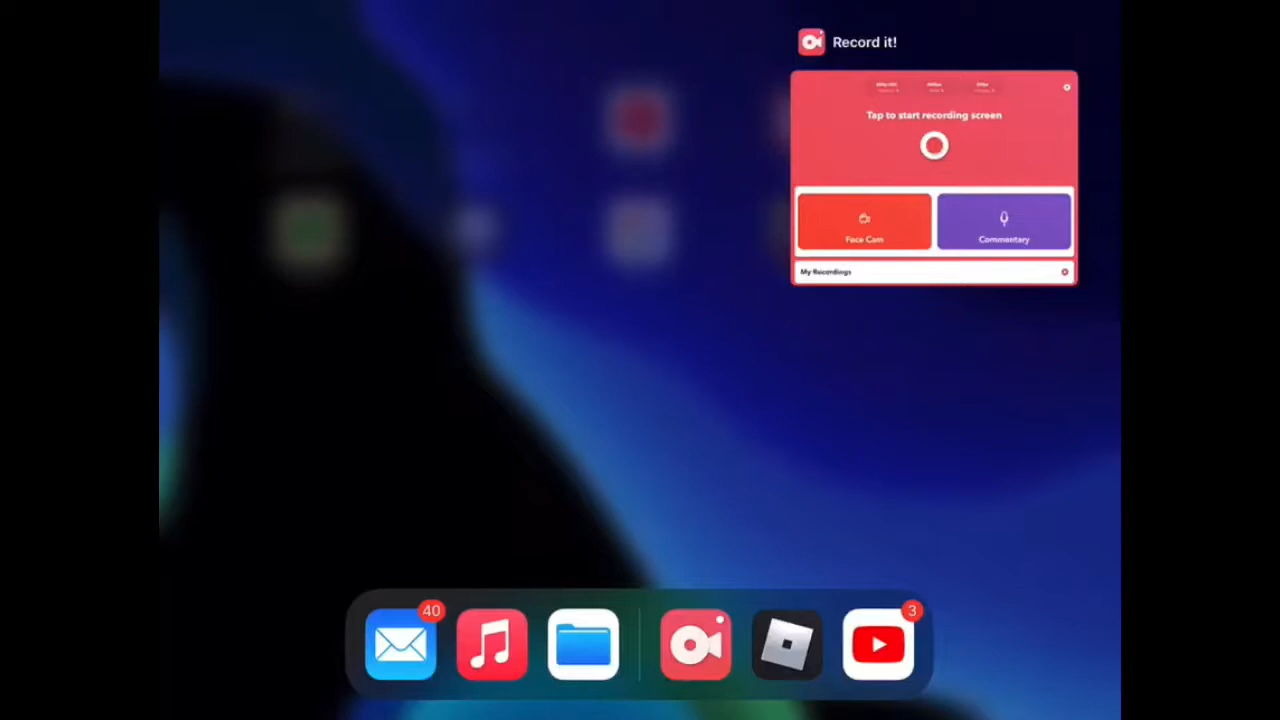 Record it!
Tap to start recording screen
Face Cam
Commentary
My Recordings
40
3